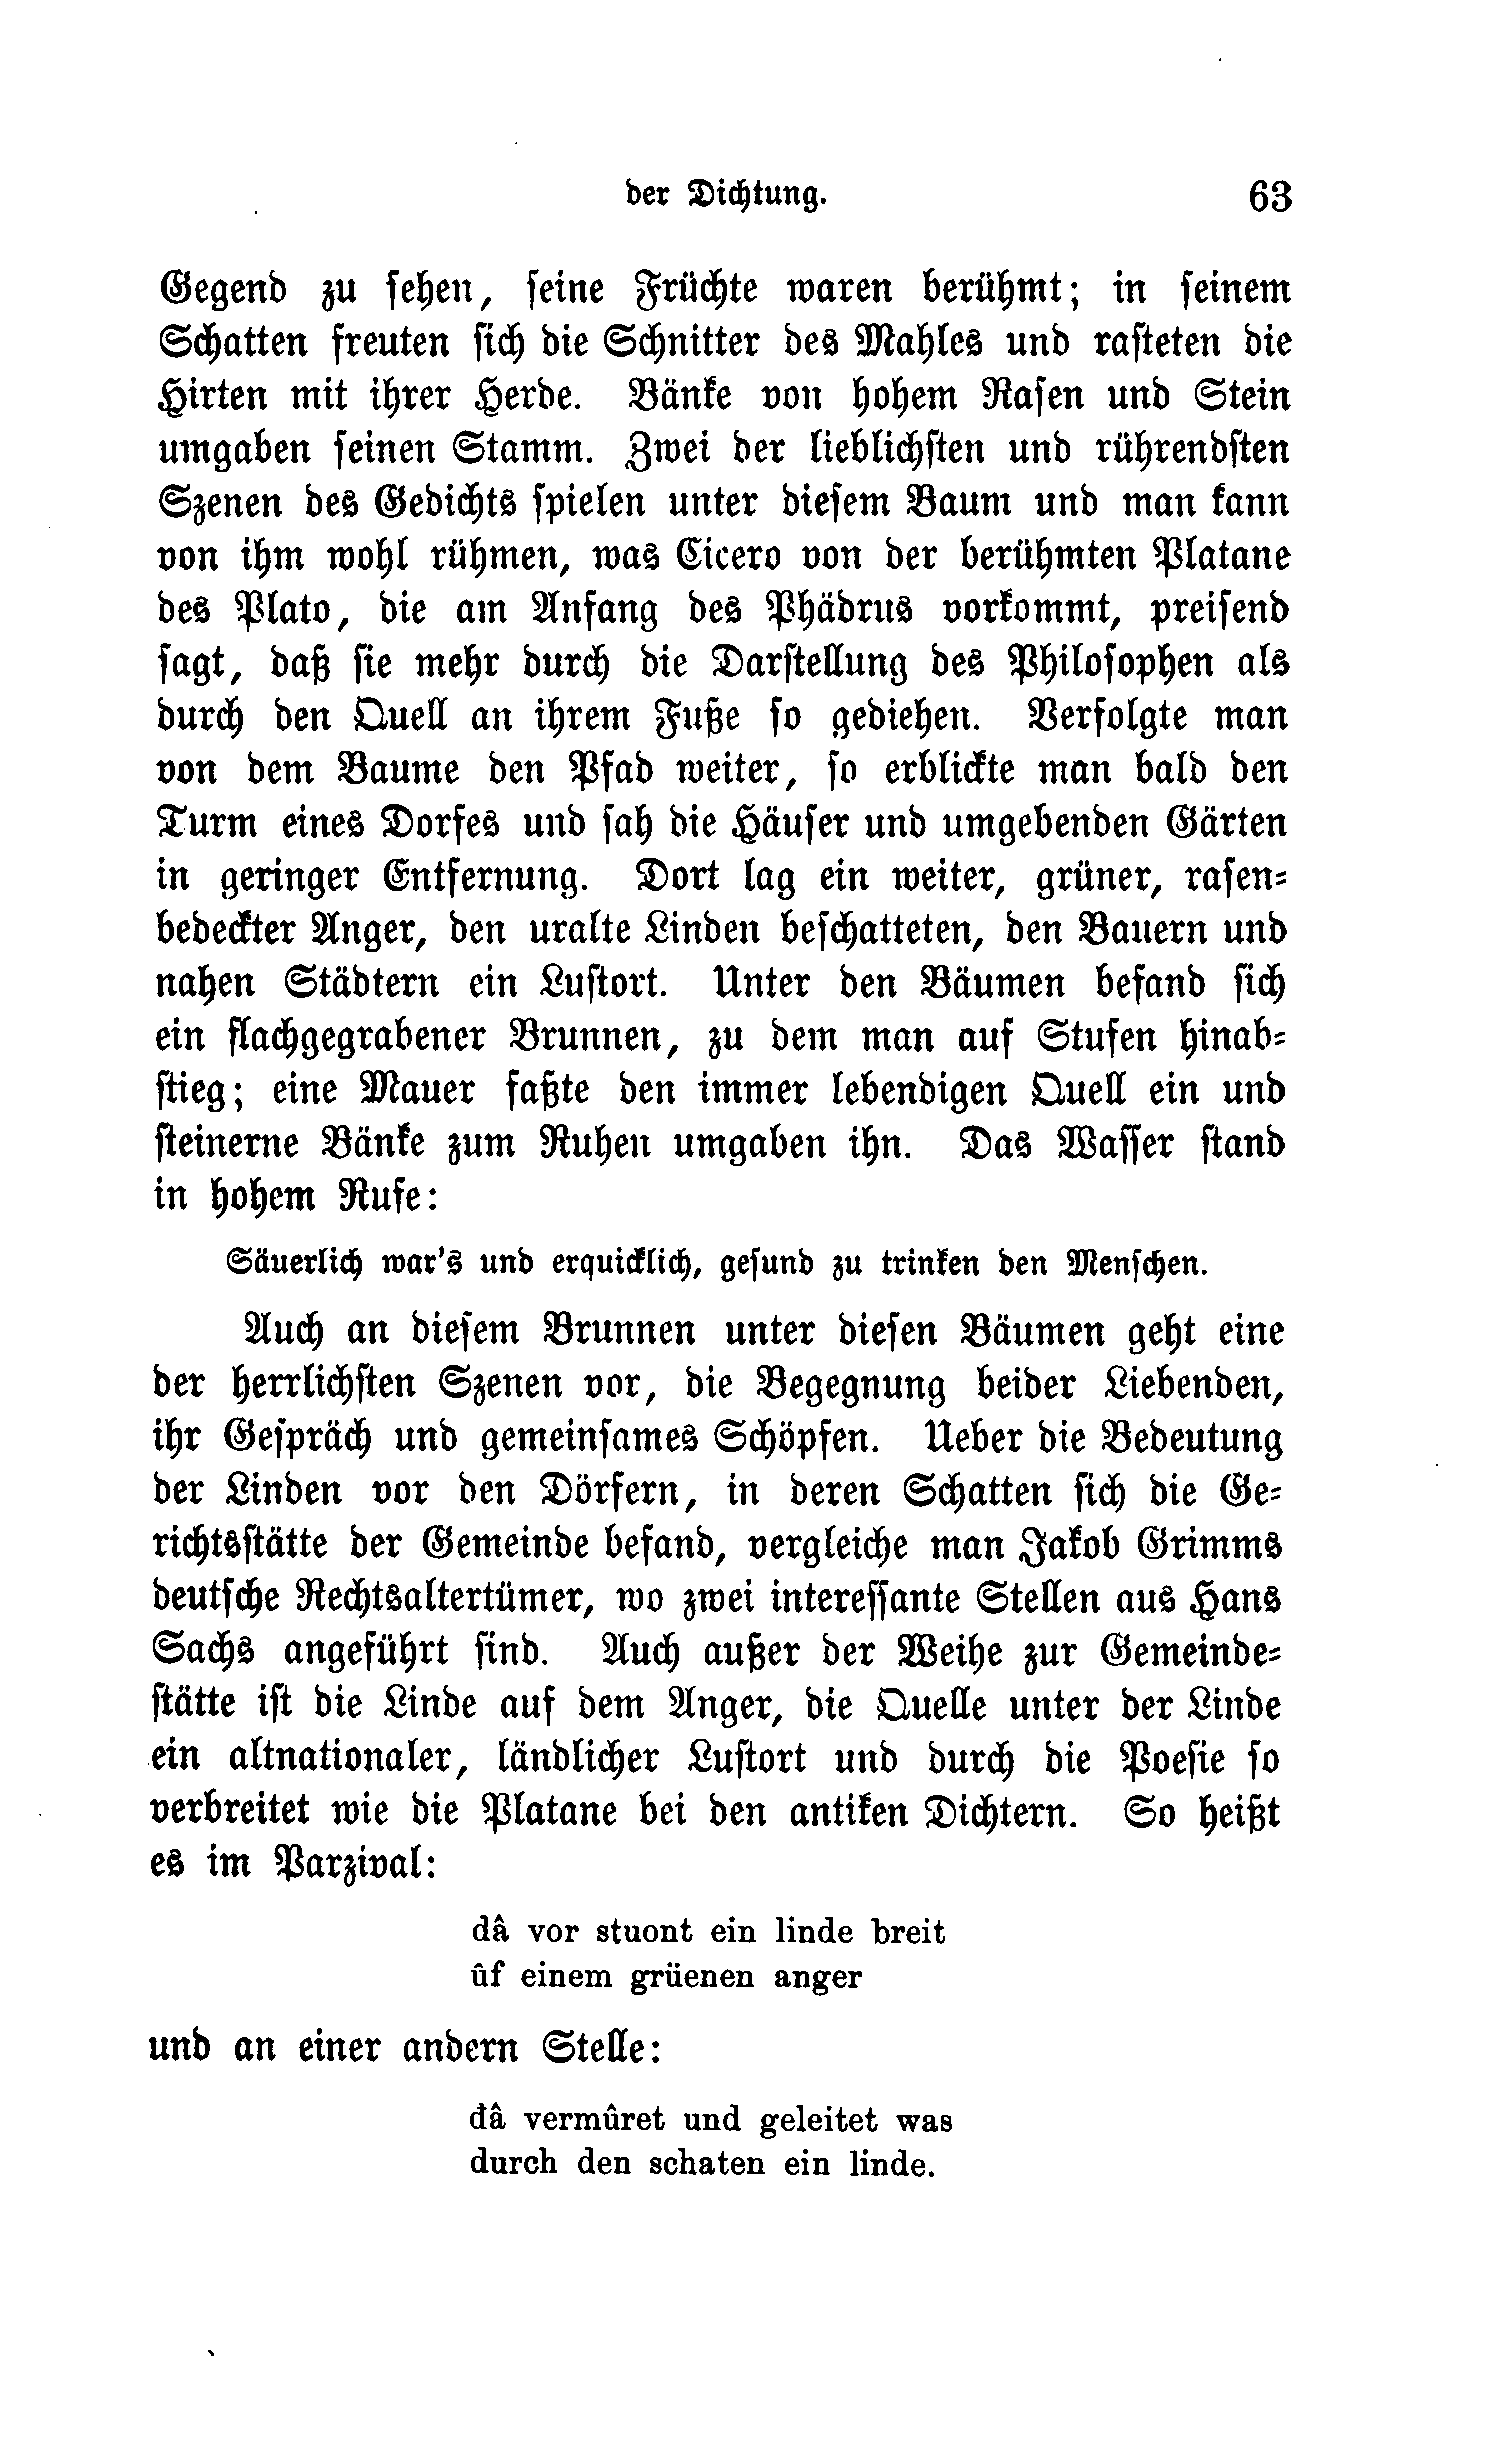 der Dichtung. 63
Gegend zu ſehen, ſeine Früchte waren berühmt; in ſeinem
Schatten freuten ſich die Schnitter des Mahles und raſteten die
Hirten mit ihrer Herde. Bänke von hohem Raſen und Stein
umgaben ſeinen Stamm. Zwei der lieblichſten und rührendſten
Szenen des Gedichts ſpielen unter dieſem Baum und man kann
von ihm wohl rühmen, was Cicero von der berühmten Platane
des Plato, die am Anfang des Phädrus vorkommt, preiſend
ſagt, daß ſie mehr durch die Darſtellung des Philoſophen als
durch den Quell an ihrem Fuße ſo gediehen. Verfolgte man
von dem Baume den Pfad weiter, ſo erblickte man bald den
Turm eines Dorfes und ſah die Häuſer und umgebenden Gärten
in geringer Entfernung. Dort lag ein weiter, grüner, raſen-
bedeckter Anger, den uralte Linden beſchatteten, den Bauern und
nahen Städtern ein Luſtort. Unter den Bäumen befand ſich
ein flachgegrabener Brunnen, zu dem man auf Stufen hinab-
ſtieg; eine Mauer faßte den immer lebendigen Quell ein und
ſteinerne Bänke zum Ruhen umgaben ihn. Das Waſſer ſtand
in hohem Rufe:
Säuerlich war's und erquicklich, geſund zu trinken den Menſchen.
Auch an dieſem Brunnen unter dieſen Bäumen geht eine
der herrlichſten Szenen vor, die Begegnung beider Liebenden,
ihr Geſpräch und gemeinſames Schöpfen. Ueber die Bedeutung
der Linden vor den Dörfern, in deren Schatten ſich die Ge-
richtsſtätte der Gemeinde befand, vergleiche man Jakob Grimms
deutſche Rechtsaltertümer, wo zwei intereſſante Stellen aus Hans
Sachs angeführt ſind. Auch außer der Weihe zur Gemeinde-
ſtätte iſt die Linde auf dem Anger, die Quelle unter der Linde
ein altnationaler, ländlicher Luſtort und durch die Poeſie ſo
verbreitet wie die Platane bei den antiken Dichtern. So heißt
es im Parzival:
dâ vor stuont ein linde breit
ûf einem grüenen anger
und an einer andern Stelle:
dâ vermûret und geleitet was
durch den schaten ein linde.